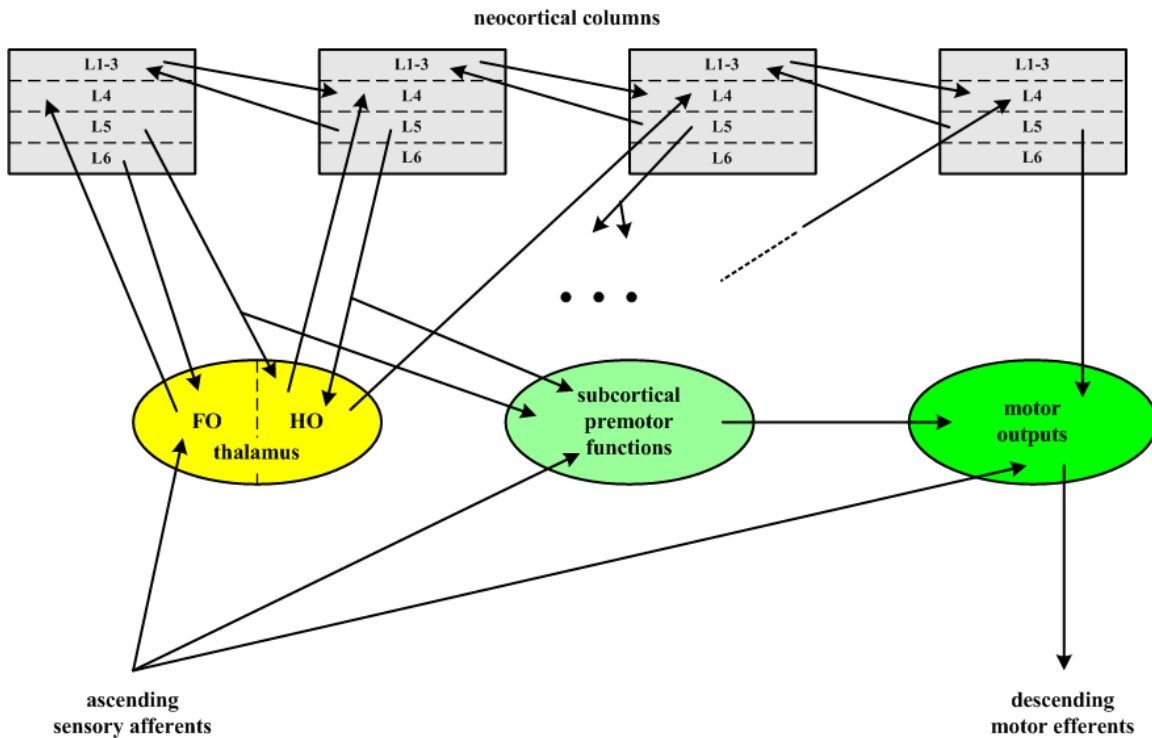 neocortical columns
L1-3
L4
L5
L6
L1-3
L4
L5
L6
L1-3
L4
L5
L6
L1-3
L4
L5
L6
FO
HO
thalamus
subcortical
premotor
functions
motor
outputs
ascending
sensory afferents
descending
motor efferents